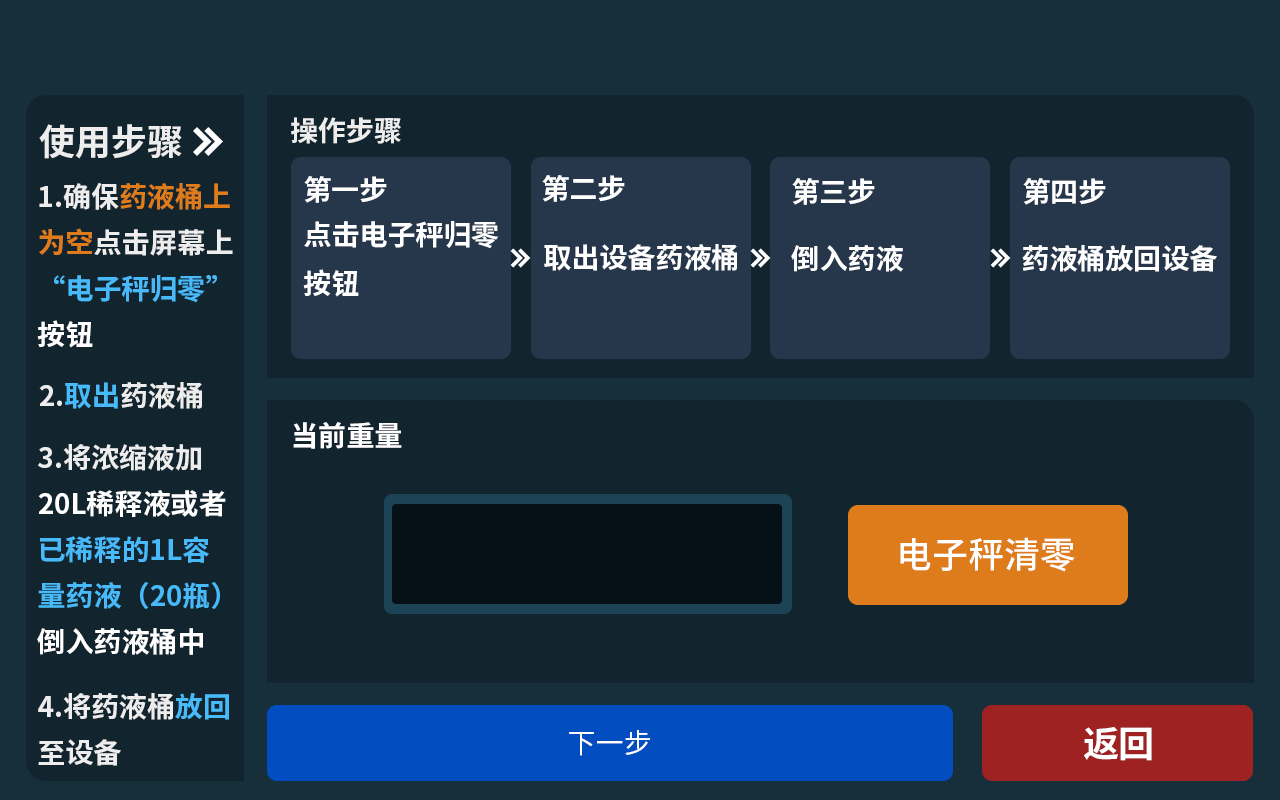 使用步骤
1.确保药液桶上
为空点击屏幕上
“电子秤归零”
按钮
2.取出药液桶
3.将浓缩液加
20L稀释液或者
已稀释的1L容
量药液（20瓶）
倒入药液桶中
4.将药液桶放回
至设备
操作步骤
第一步
点击电子秤归零
按钮
第二步
取出设备药液桶
第三步
倒入药液
第四步
药液桶放回设备
当前重量
电子秤清零
下一步
返回